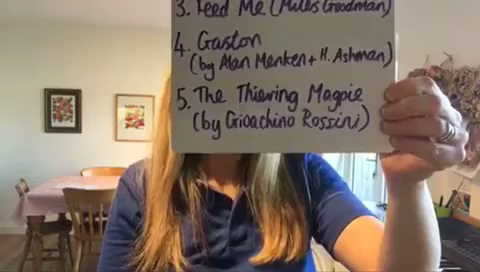 3. Feed Me (Miles Goodman)
4. Gaston
(by Alan Menken + H. Ashman)
5. The Thieving Magpie
(by Gioachino Rossini)